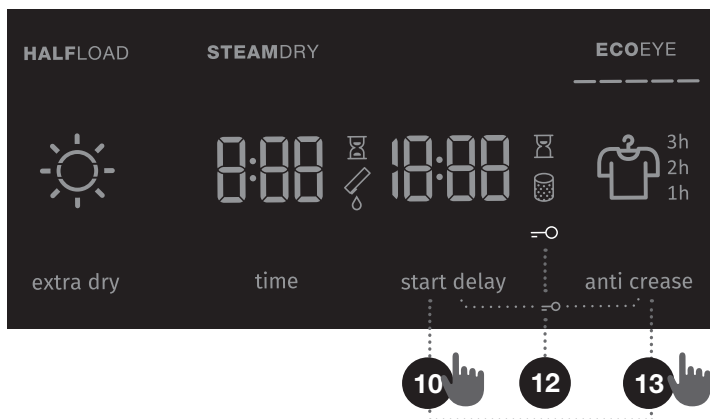 HALFLOAD STEAMDRY ECOEYE
8:88 18:88 3h
2h
1h
extra dry time start delay anti crease
10 12 13